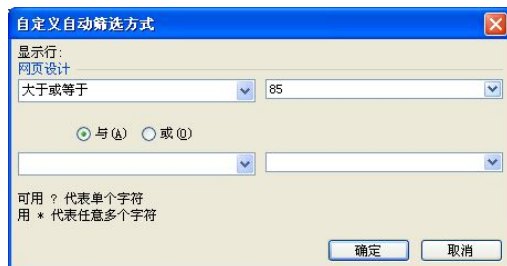 自定义自动筛选方式
显示行:
网页设计
大于或等于 85
与(A) 或(O)
可用 ? 代表单个字符
用 * 代表任意多个字符
确定 取消